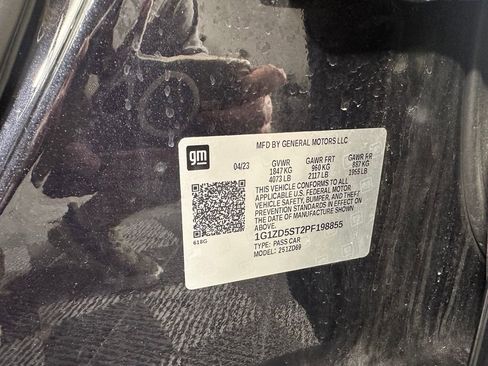 MFD BY GENERAL MOTORS LLC
gm
04/23 GVWR GAWR FRT GAWR RR
1847 KG 960 KG 887 KG
4073 LB 2117 LB 1955 LB
THIS VEHICLE CONFORMS TO ALL
APPLICABLE U.S. FEDERAL MOTOR
VEHICLE SAFETY, BUMPER, AND THEFT
PREVENTION STANDARDS IN EFFECT ON
THE DATE OF MANUFACTURE SHOWN ABOVE.
1G1ZD5ST2PF198855
618G
TYPE: PASS CAR
MODEL: 251ZD69